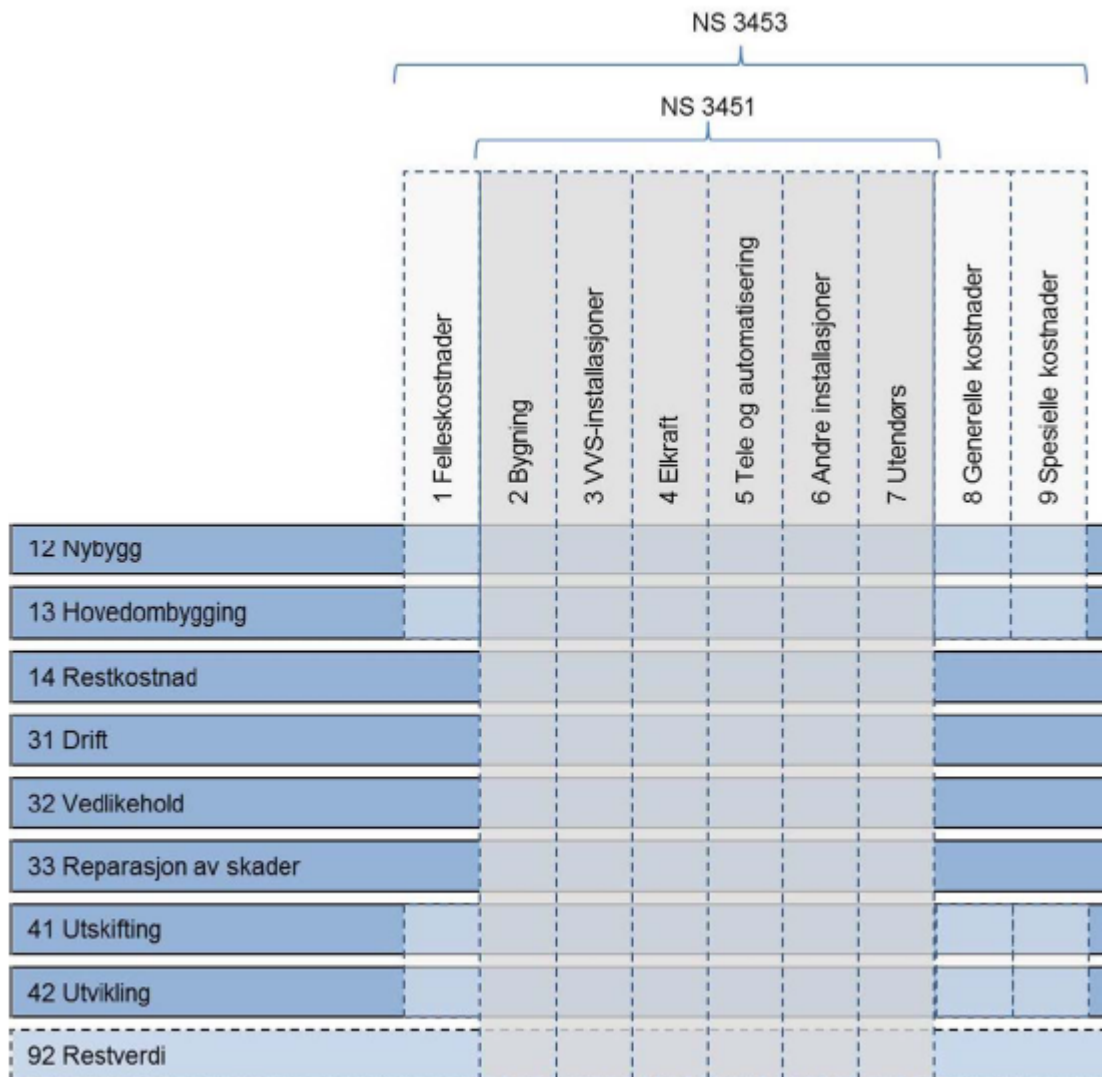 NS 3453
NS 3451
1 Felleskostnader
2 Bygning
3 VVS-installasjoner
4 Elkraft
5 Tele og automatisering
6 Andre installasjoner
7 Utendørs
8 Generelle kostnader
9 Spesielle kostnader
12 Nybygg
13 Hovedombygging
14 Restkostnad
31 Drift
32 Vedlikehold
33 Reparasjon av skader
41 Utskifting
42 Utvikling
92 Restverdi